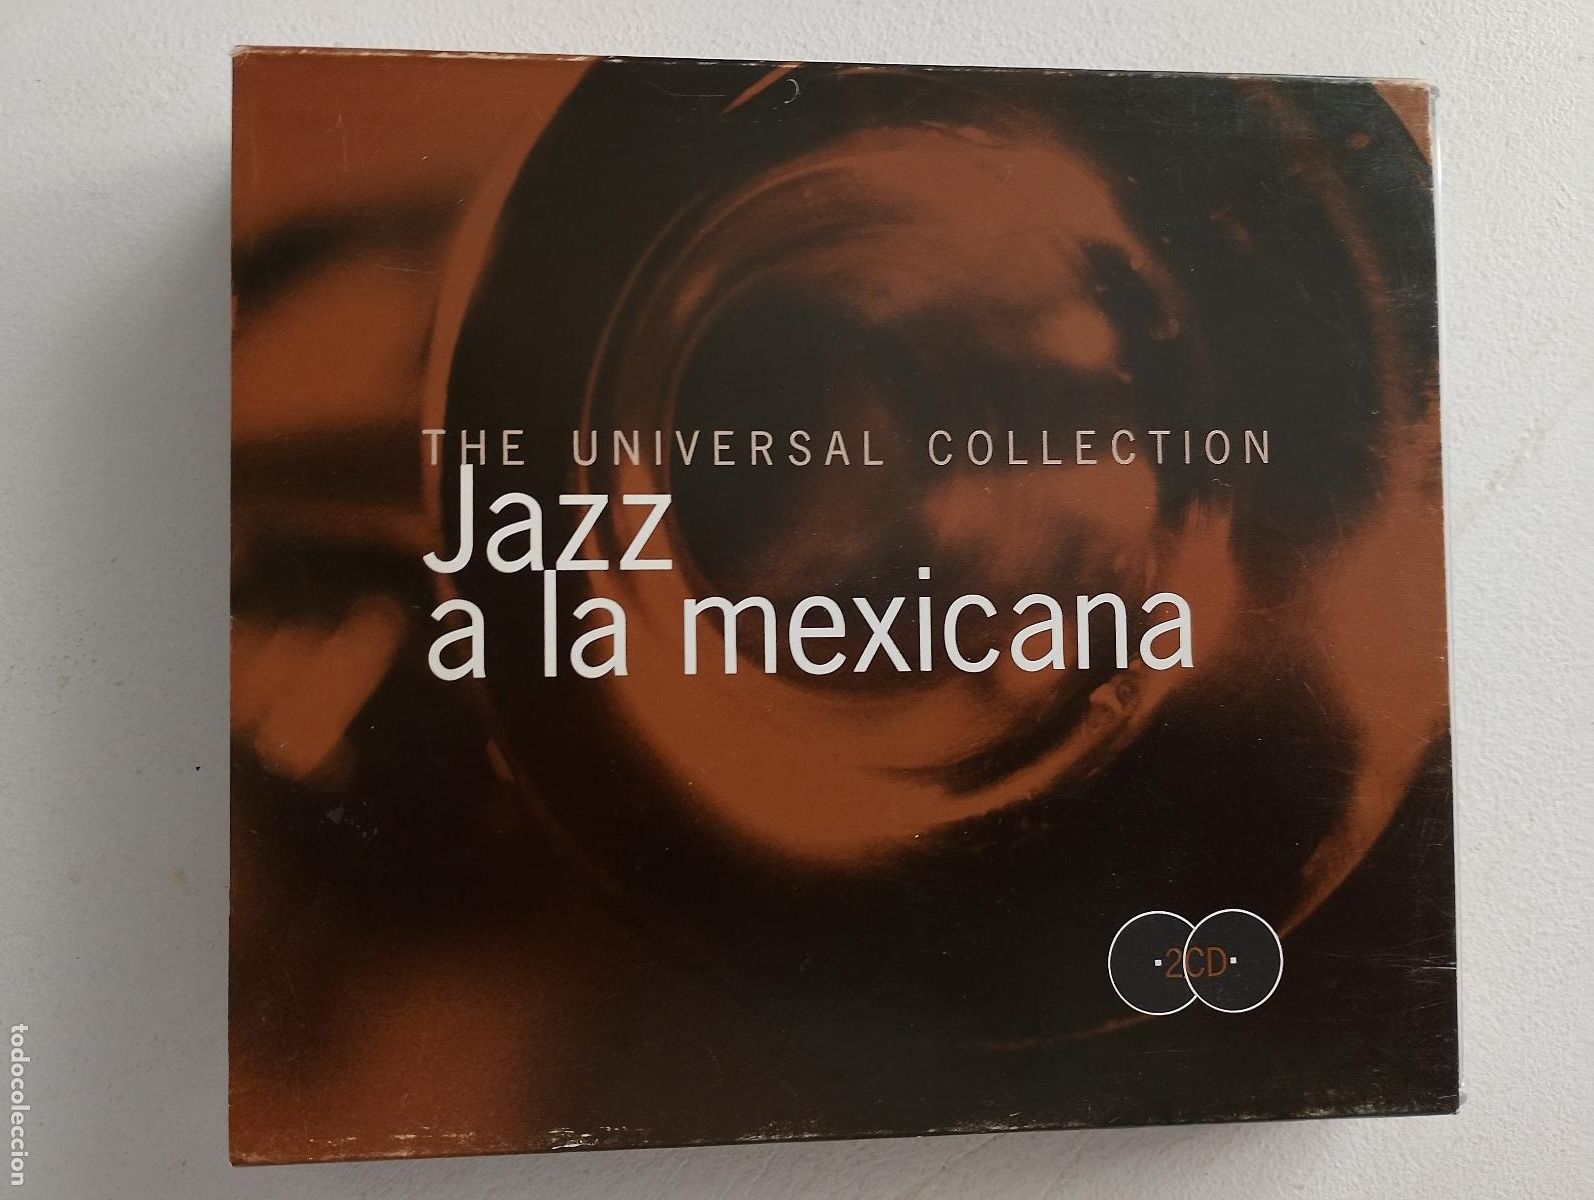 THE UNIVERSAL COLLECTION
Jazz
a la mexicana
2CD
todocoleccion